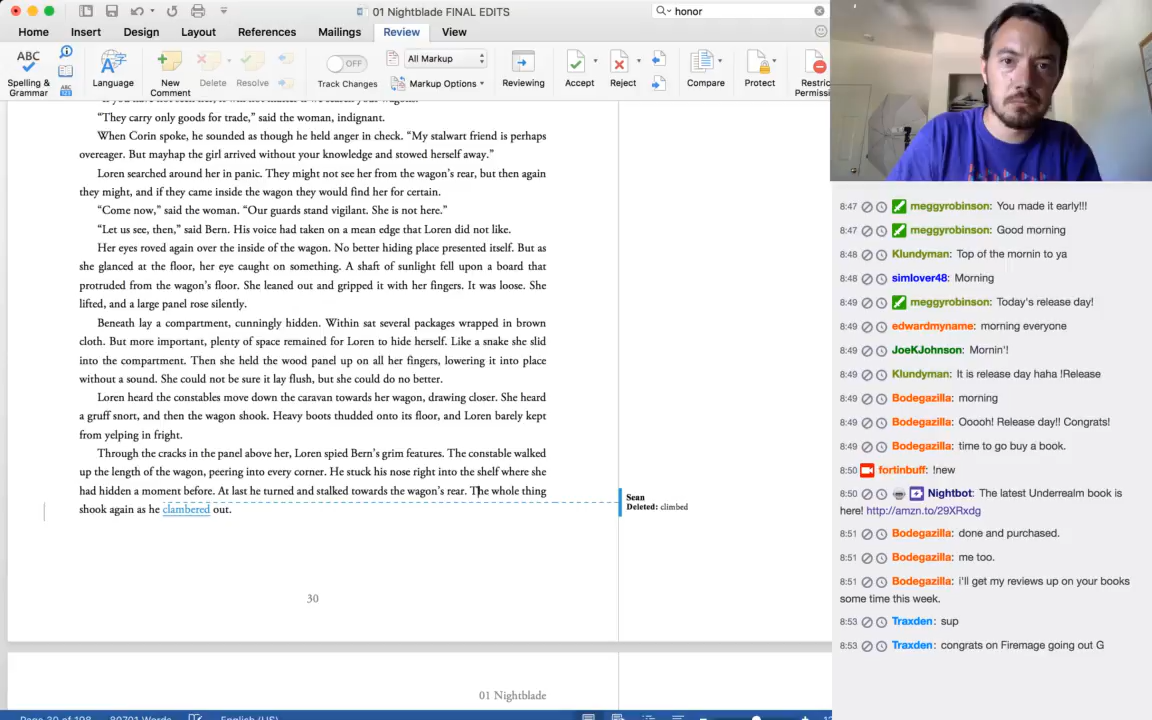 01 Nightblade FINAL EDITS
honor
Home Insert Design Layout References Mailings Review View
ABC
Spelling & Grammar
ABC 123
Language
New Comment
Delete
Resolve
OFF
Track Changes
All Markup
Markup Options
Reviewing
Accept
Reject
Compare
Protect
Restric
Permissi
“They carry only goods for trade,” said the woman, indignant.
When Corin spoke, he sounded as though he held anger in check. “My stalwart friend is perhaps
overeager. But mayhap the girl arrived without your knowledge and stowed herself away.”
Loren searched around her in panic. They might not see her from the wagon’s rear, but then again
they might, and if they came inside the wagon they would find her for certain.
“Come now,” said the woman. “Our guards stand vigilant. She is not here.”
“Let us see, then,” said Bern. His voice had taken on a mean edge that Loren did not like.
Her eyes roved again over the inside of the wagon. No better hiding place presented itself. But as
she glanced at the floor, her eye caught on something. A shaft of sunlight fell upon a board that
protruded from the wagon’s floor. She leaned out and gripped it with her fingers. It was loose. She
lifted, and a large panel rose silently.
Beneath lay a compartment, cunningly hidden. Within sat several packages wrapped in brown
cloth. But more important, plenty of space remained for Loren to hide herself. Like a snake she slid
into the compartment. Then she held the wood panel up on all her fingers, lowering it into place
without a sound. She could not be sure it lay flush, but she could do no better.
Loren heard the constables move down the caravan towards her wagon, drawing closer. She heard
a gruff snort, and then the wagon shook. Heavy boots thudded onto its floor, and Loren barely kept
from yelping in fright.
Through the cracks in the panel above her, Loren spied Bern’s grim features. The constable walked
up the length of the wagon, peering into every corner. He stuck his nose right into the shelf where she
had hidden a moment before. At last he turned and stalked towards the wagon’s rear. The whole thing
shook again as he clambered out.
Sean
Deleted: climbed
30
01 Nightblade
English (US)
8:47 meggyrobinson: You made it early!!!
8:47 meggyrobinson: Good morning
8:48 Klundyman: Top of the mornin to ya
8:48 simlover48: Morning
8:49 meggyrobinson: Today's release day!
8:49 edwardmyname: morning everyone
8:49 JoeKJohnson: Mornin'!
8:49 Klundyman: It is release day haha !Release
8:49 Bodegazilla: morning
8:49 Bodegazilla: Ooooh! Release day!! Congrats!
8:49 Bodegazilla: time to go buy a book.
8:50 fortinbuff: !new
8:50 Nightbot: The latest Underrealm book is
here! http://amzn.to/29XRxdg
8:51 Bodegazilla: done and purchased.
8:51 Bodegazilla: me too.
8:51 Bodegazilla: i'll get my reviews up on your books
some time this week.
8:53 Traxden: sup
8:53 Traxden: congrats on Firemage going out G